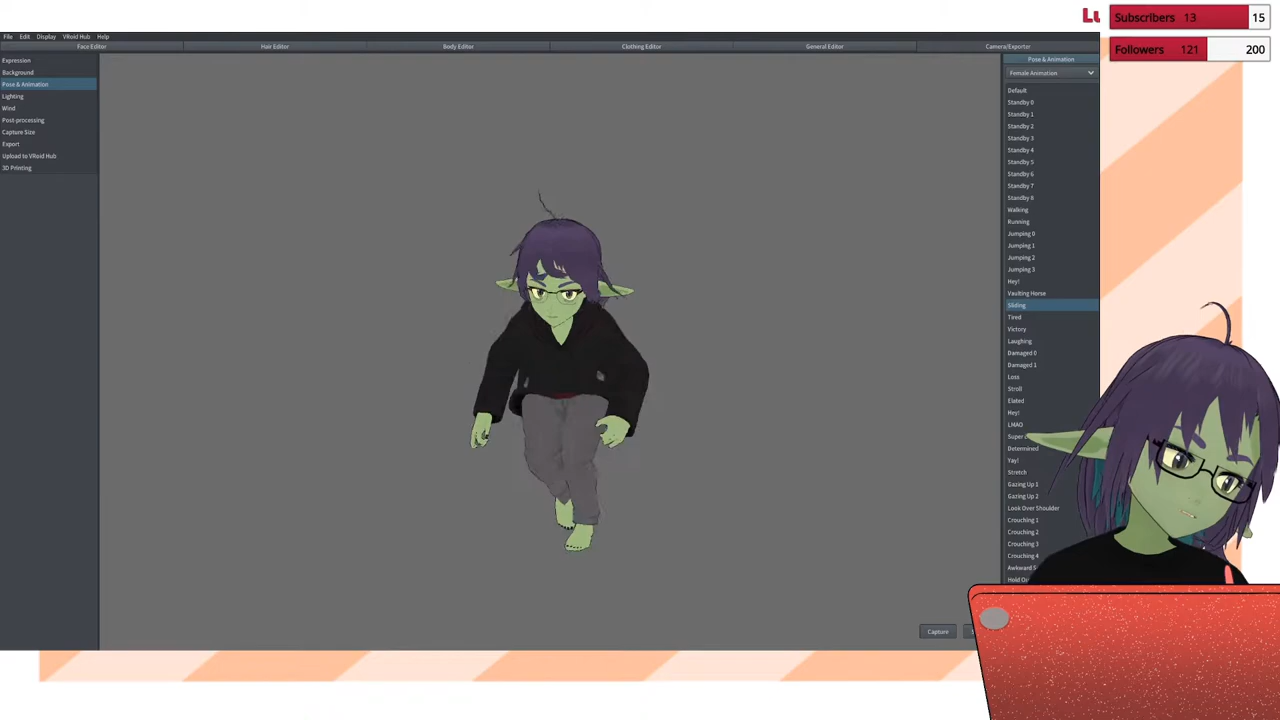 Subscribers 13 15
Followers 121 200
File Edit Display VRoid Hub Help
Face Editor Hair Editor Body Editor Clothing Editor General Editor Camera/Exporter
Expression
Background
Pose & Animation
Lighting
Wind
Post-processing
Capture Size
Export
Upload to VRoid Hub
3D Printing
Pose & Animation
Female Animation
Default
Standby 0
Standby 1
Standby 2
Standby 3
Standby 4
Standby 5
Standby 6
Standby 7
Standby 8
Walking
Running
Jumping 0
Jumping 1
Jumping 2
Jumping 3
Hey!
Vaulting Horse
Sliding
Tired
Victory
Laughing
Damaged 0
Damaged 1
Loss
Stroll
Elated
Hey!
LMAO
Super
Determined
Yay!
Stretch
Gazing Up 1
Gazing Up 2
Look Over Shoulder
Crouching 1
Crouching 2
Crouching 3
Crouching 4
Awkward
Hold
Capture